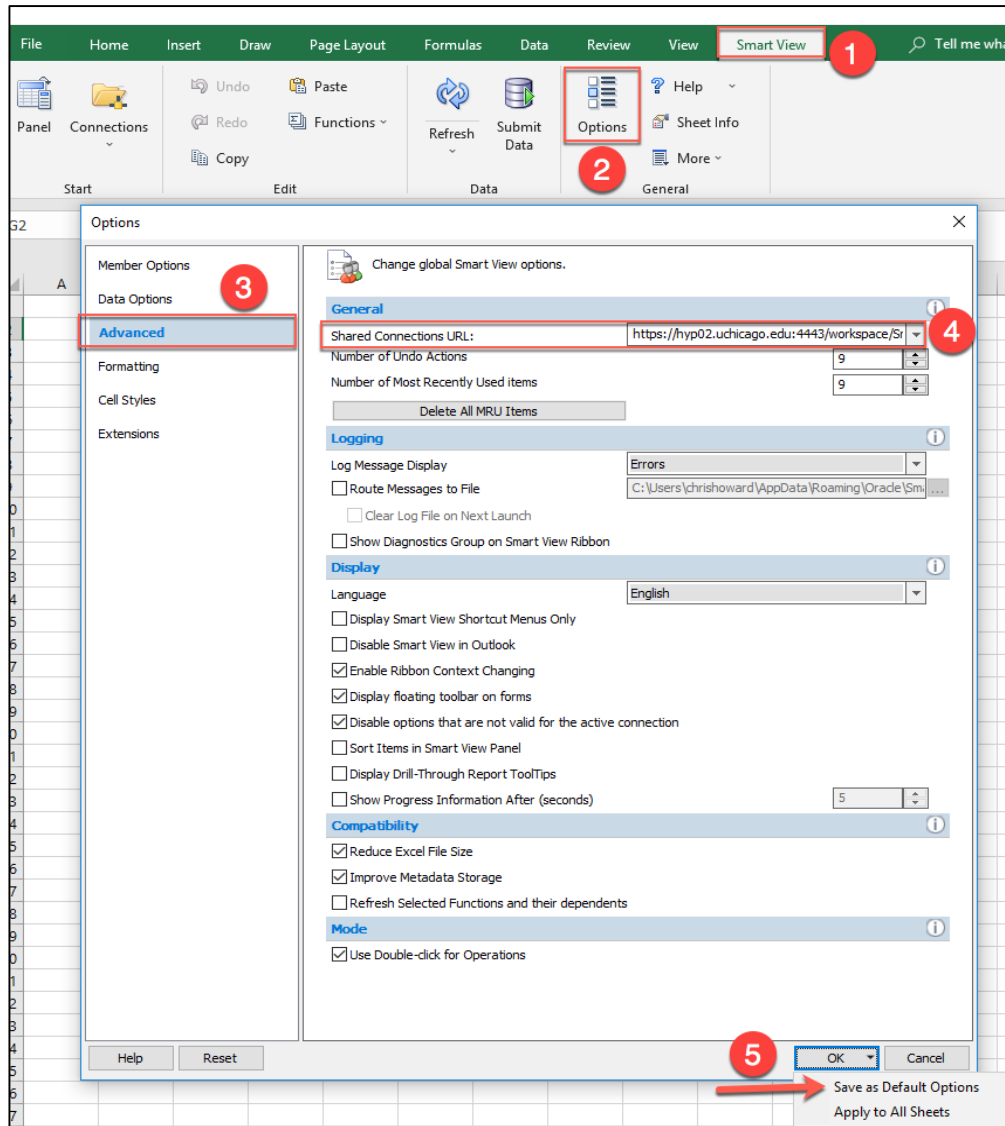 File Home Insert Draw Page Layout Formulas Data Review View Smart View 1 Tell me
Undo Paste Help
Panel Connections Redo Functions Refresh Submit Data Options Sheet Info
Copy 2 More
Start Edit Data General
G2
Options
A
Member Options
Data Options
3
Advanced
Formatting
Cell Styles
Extensions
Change global Smart View options.
General
Shared Connections URL: https://hyp02.uchicago.edu:4443/workspace/Sr 4
Number of Undo Actions 9
Number of Most Recently Used items 9
Delete All MRU Items
Logging
Log Message Display Errors
Route Messages to File C:\Users\chrishoward\AppData\Roaming\Oracle\Sm ...
Clear Log File on Next Launch
Show Diagnostics Group on Smart View Ribbon
Display
Language English
Display Smart View Shortcut Menus Only
Disable Smart View in Outlook
Enable Ribbon Context Changing
Display floating toolbar on forms
Disable options that are not valid for the active connection
Sort Items in Smart View Panel
Display Drill-Through Report ToolTips
Show Progress Information After (seconds) 5
Compatibility
Reduce Excel File Size
Improve Metadata Storage
Refresh Selected Functions and their dependents
Mode
Use Double-click for Operations
Help Reset 5 OK Cancel
Save as Default Options
Apply to All Sheets